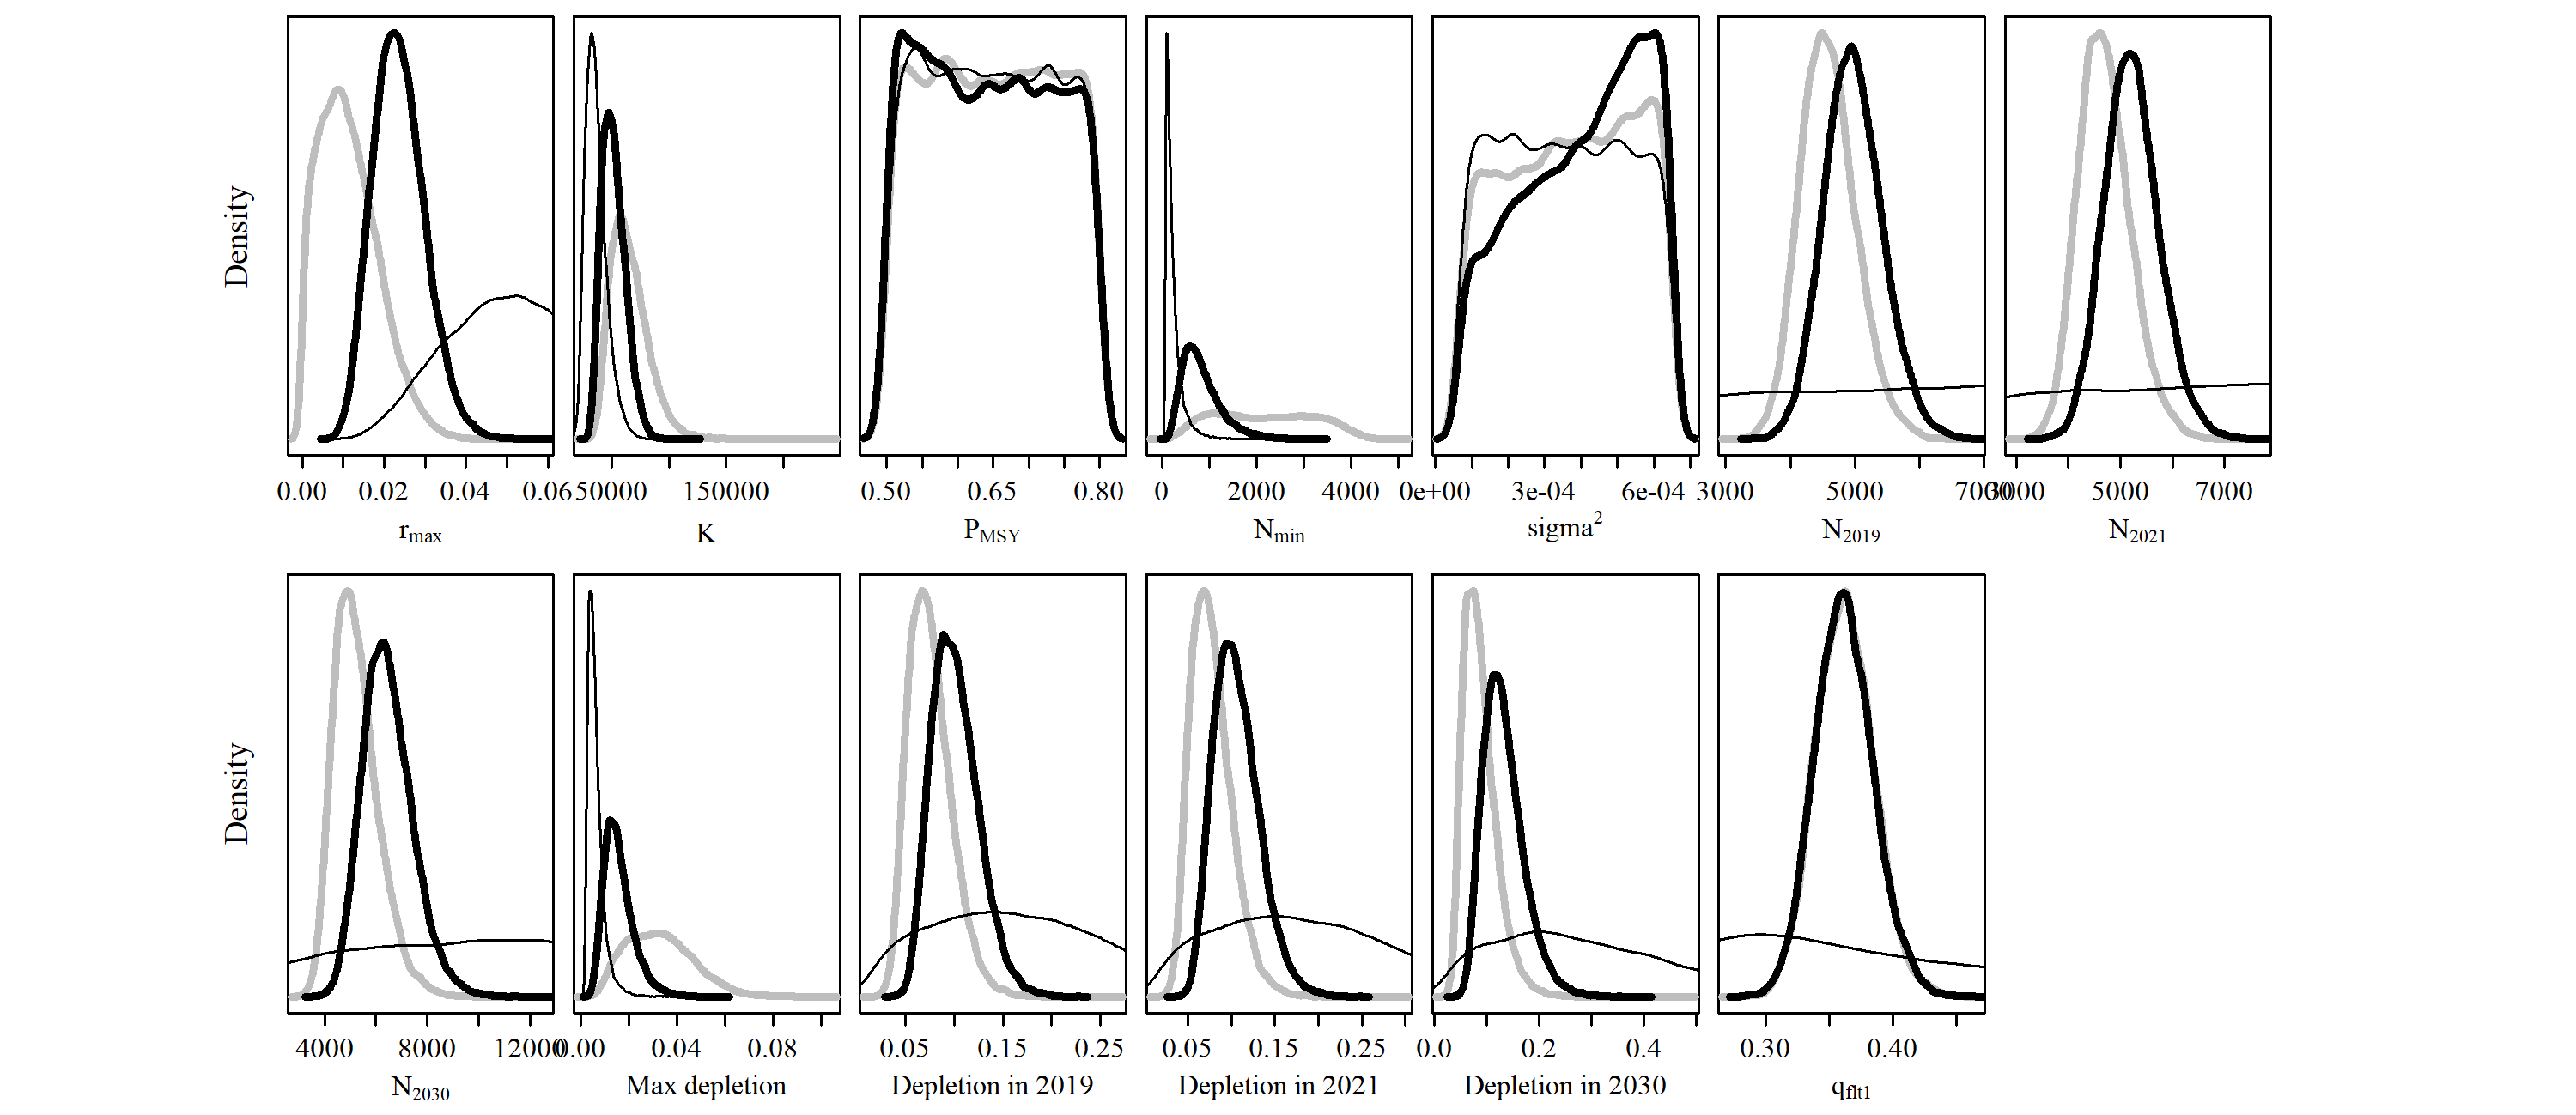 Density
0.00 0.02 0.04 0.06 50000 150000 0.50 0.65 0.80 0 2000 4000 0e+00 3e-04 6e-04 3000 5000 7000 3000 5000 7000
rmax K PMSY Nmin sigma2 N2019 N2021
Density
4000 8000 12000 0.00 0.04 0.08 0.05 0.15 0.25 0.05 0.15 0.25 0.0 0.2 0.4 0.30 0.40
N2030 Max depletion Depletion in 2019 Depletion in 2021 Depletion in 2030 qflt1